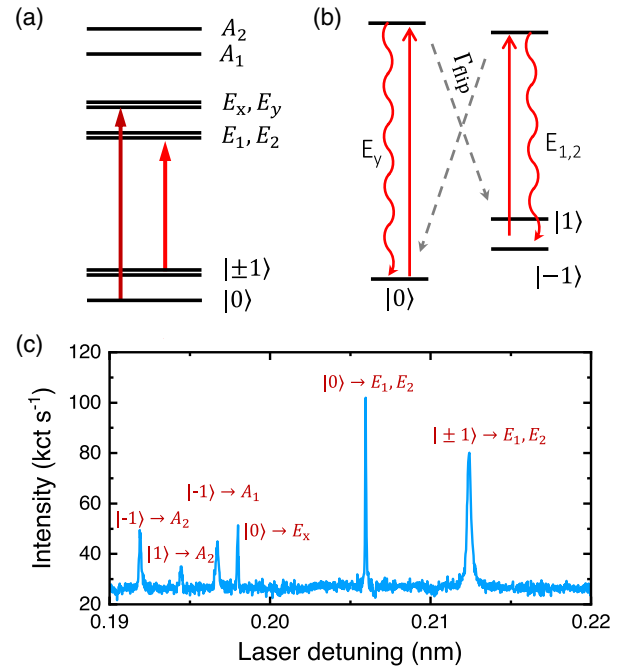 (a)
A₂
A₁
Eₓ, Eᵧ
E₁, E₂
|±1⟩
|0⟩
(b)
Γflip
Eᵧ
E₁,₂
|1⟩
|−1⟩
|0⟩
(c)
120
100
80
60
40
20
Intensity (kct s⁻¹)
|0⟩ → E₁, E₂
|±1⟩ → E₁, E₂
|-1⟩ → A₁
|-1⟩ → A₂
|1⟩ → A₂
|0⟩ → Eₓ
0.19
0.20
0.21
0.22
Laser detuning (nm)